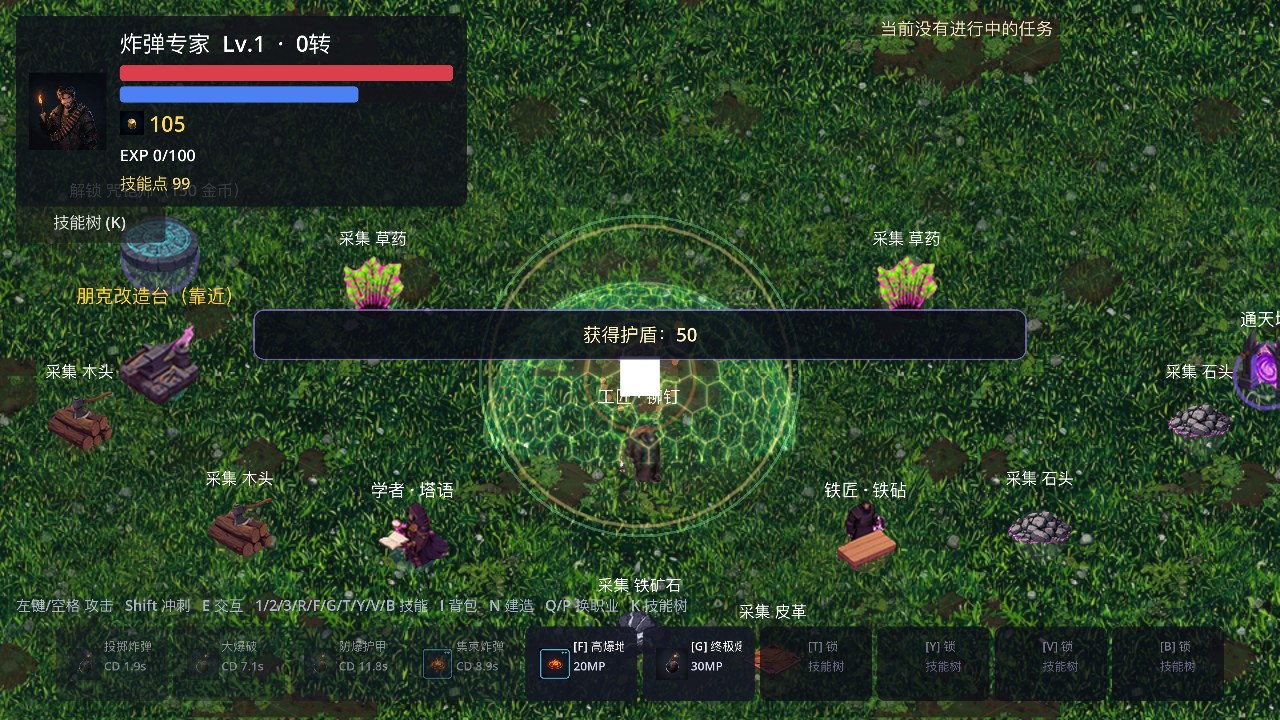 炸弹专家 Lv.1 · 0转
当前没有进行中的任务
105
EXP 0/100
技能点 99
解锁 金币)
技能树 (K)
采集 草药
采集 草药
朋克改造台（靠近）
通天
获得护盾：50
采集 木头
采集 石头
工匠·铆钉
采集 木头
学者·塔语
铁匠·铁砧
采集 石头
采集 铁矿石
左键/空格 攻击 Shift 冲刺 E 交互 1/2/3/R/F/G/T/Y/V/B 技能 I 背包 N 建造 Q/P 换职业 K 技能树
采集 皮革
投掷炸弹
CD 1.9s
大爆破
CD 7.1s
防爆护甲
CD 11.8s
集束炸弹
CD 8.9s
[F] 高爆地
20MP
[G] 终极
30MP
[T] 锁
技能树
[Y] 锁
技能树
[V] 锁
技能树
[B] 锁
技能树